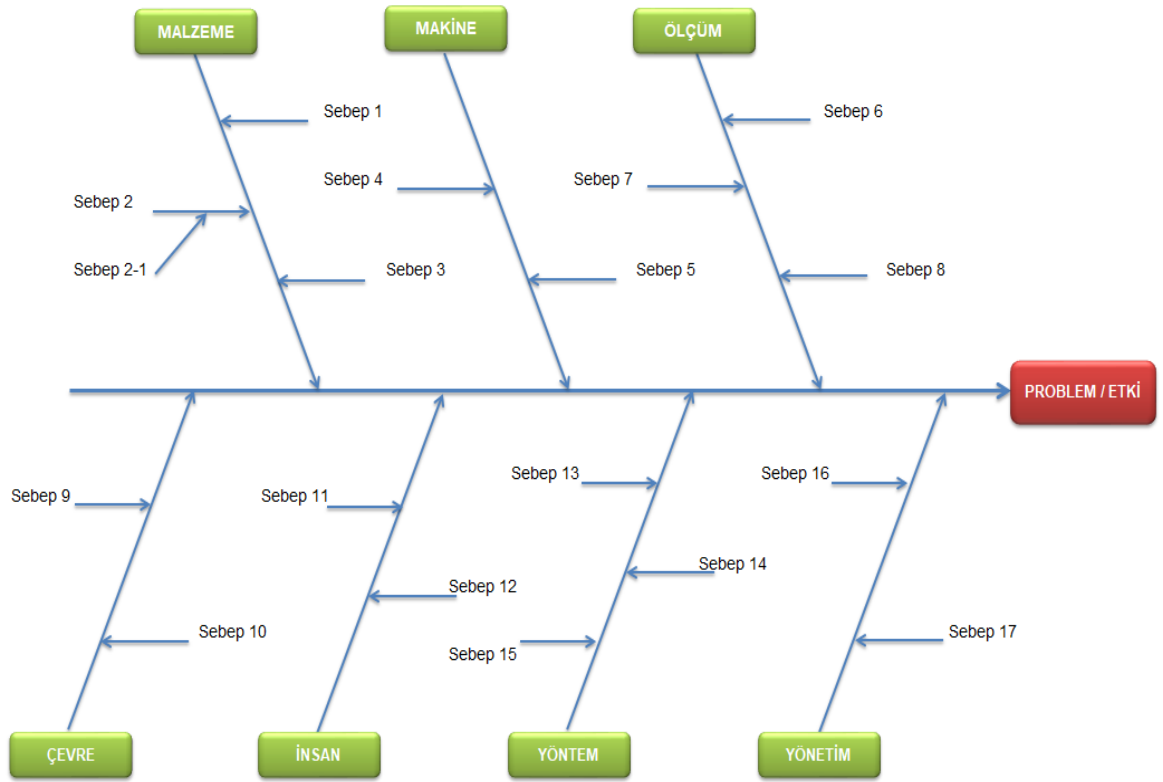 MALZEME
MAKİNE
ÖLÇÜM
Sebep 1
Sebep 6
Sebep 4
Sebep 7
Sebep 2
Sebep 2-1
Sebep 3
Sebep 5
Sebep 8
PROBLEM / ETKİ
Sebep 13
Sebep 16
Sebep 9
Sebep 11
Sebep 14
Sebep 12
Sebep 10
Sebep 17
Sebep 15
ÇEVRE
İNSAN
YÖNTEM
YÖNETİM